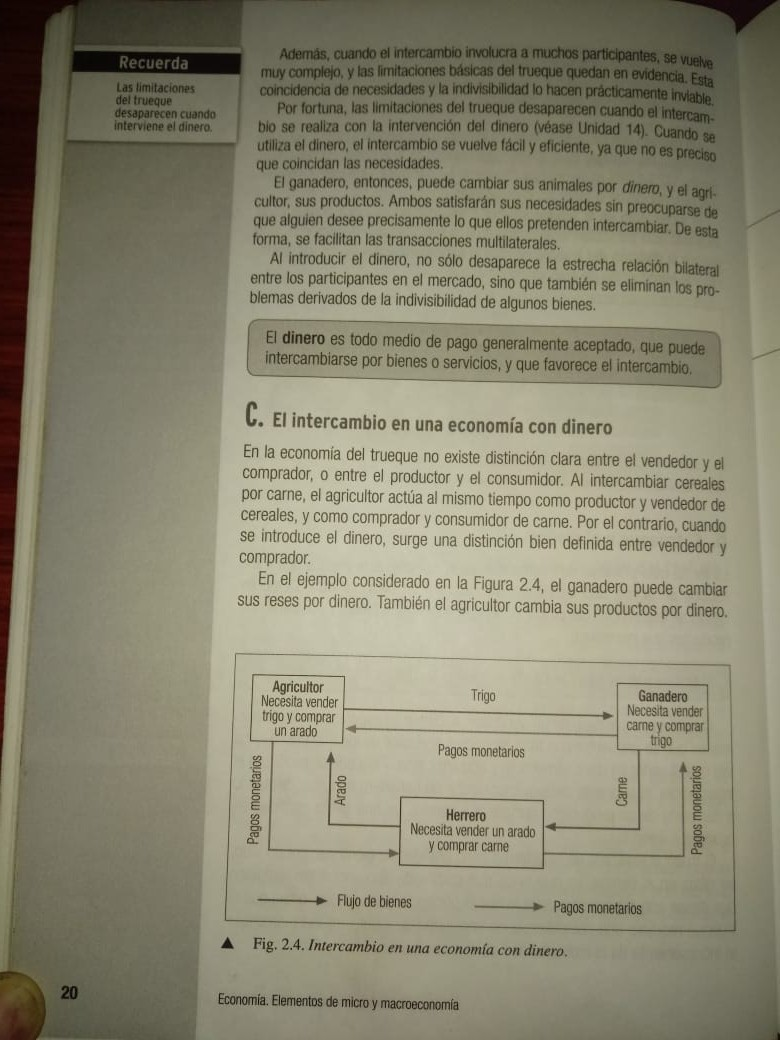 Recuerda
Las limitaciones
del trueque
desaparecen cuando
interviene el dinero.
Además, cuando el intercambio involucra a muchos participantes, se vuelve
muy complejo, y las limitaciones básicas del trueque quedan en evidencia. Esta
coincidencia de necesidades y la indivisibilidad lo hacen prácticamente inviable.
Por fortuna, las limitaciones del trueque desaparecen cuando el intercam-
bio se realiza con la intervención del dinero (véase Unidad 14). Cuando se
utiliza el dinero, el intercambio se vuelve fácil y eficiente, ya que no es preciso
que coincidan las necesidades.
El ganadero, entonces, puede cambiar sus animales por dinero, y el agri-
cultor, sus productos. Ambos satisfarán sus necesidades sin preocuparse de
que alguien desee precisamente lo que ellos pretenden intercambiar. De esta
forma, se facilitan las transacciones multilaterales.
Al introducir el dinero, no sólo desaparece la estrecha relación bilateral
entre los participantes en el mercado, sino que también se eliminan los pro-
blemas derivados de la indivisibilidad de algunos bienes.
El dinero es todo medio de pago generalmente aceptado, que puede
intercambiarse por bienes o servicios, y que favorece el intercambio.
C. El intercambio en una economía con dinero
En la economía del trueque no existe distinción clara entre el vendedor y el
comprador, o entre el productor y el consumidor. Al intercambiar cereales
por carne, el agricultor actúa al mismo tiempo como productor y vendedor de
cereales, y como comprador y consumidor de carne. Por el contrario, cuando
se introduce el dinero, surge una distinción bien definida entre vendedor y
comprador.
En el ejemplo considerado en la Figura 2.4, el ganadero puede cambiar
sus reses por dinero. También el agricultor cambia sus productos por dinero.
Agricultor
Necesita vender
trigo y comprar
un arado
Trigo
Pagos monetarios
Ganadero
Necesita vender
carne y comprar
trigo
Pagos monetarios
Arado
Herrero
Necesita vender un arado
y comprar carne
Carne
Pagos monetarios
Flujo de bienes
Pagos monetarios
▲ Fig. 2.4. Intercambio en una economía con dinero.
20
Economía. Elementos de micro y macroeconomía